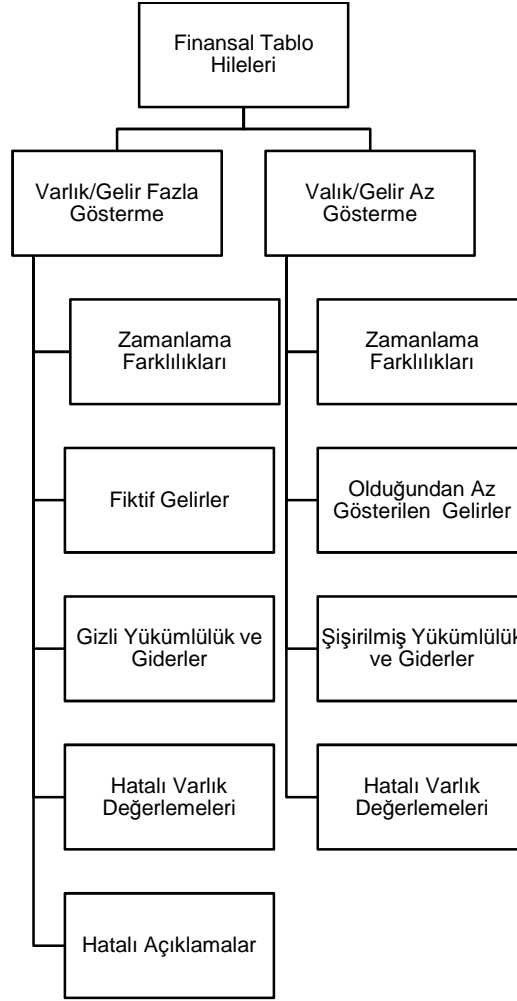 Finansal Tablo
Hileleri
Varlık/Gelir Fazla
Gösterme
Valık/Gelir Az
Gösterme
Zamanlama
Farklılıkları
Zamanlama
Farklılıkları
Fiktif Gelirler
Olduğundan Az
Gösterilen Gelirler
Gizli Yükümlülük ve
Giderler
Şişirilmiş Yükümlülük
ve Giderler
Hatalı Varlık
Değerlemeleri
Hatalı Varlık
Değerlemeleri
Hatalı Açıklamalar